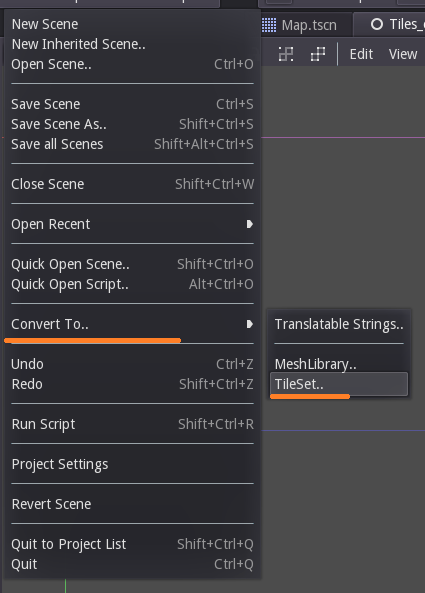 New Scene
New Inherited Scene..
Open Scene.. Ctrl+O
Save Scene Ctrl+S
Save Scene As.. Shift+Ctrl+S
Save all Scenes Shift+Alt+Ctrl+S
Close Scene Shift+Ctrl+W
Open Recent
Quick Open Scene.. Shift+Ctrl+O
Quick Open Script.. Alt+Ctrl+O
Convert To..
Undo Ctrl+Z
Redo Shift+Ctrl+Z
Run Script Shift+Ctrl+R
Project Settings
Revert Scene
Quit to Project List Shift+Ctrl+Q
Quit Ctrl+Q
Map.tscn Tiles_
Edit View
Translatable Strings..
MeshLibrary..
TileSet..